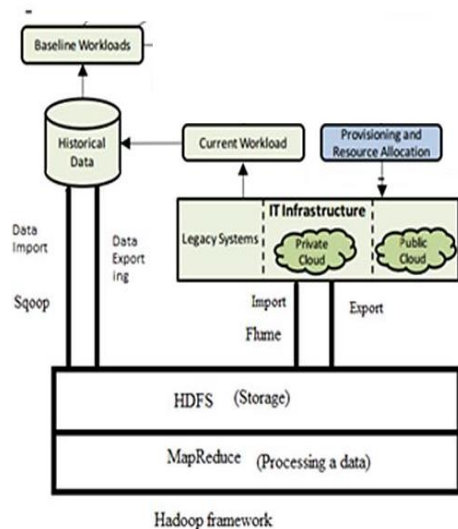 Baseline Workloads
Historical
Data
Current Workload
Provisioning and
Resource Allocation
IT Infrastructure
Legacy Systems
Private
Cloud
Public
Cloud
Data
Import
Data
Export
ing
Sqoop
Import
Export
Flume
HDFS (Storage)
MapReduce (Processing a data)
Hadoop framework